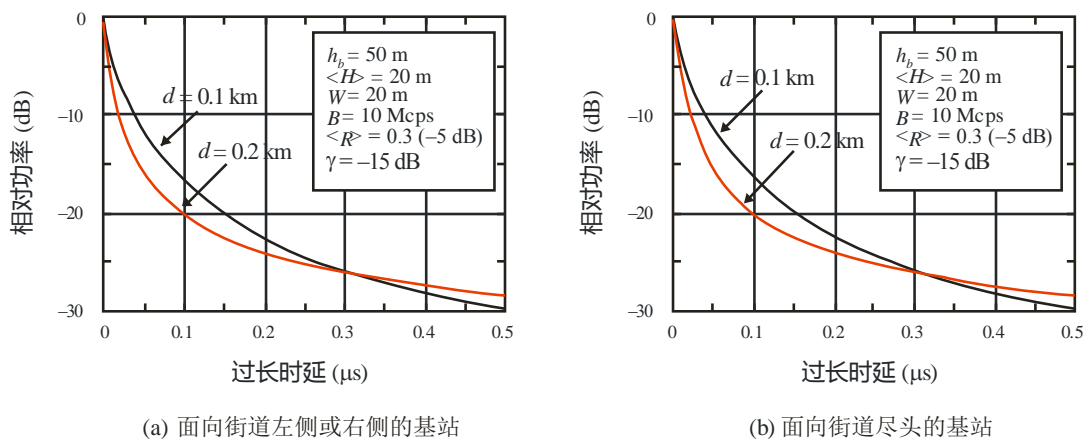 0
–10
–20
–30
相对功率 (dB)
0
0.1
0.2
0.3
0.4
0.5
过长时延 (μs)
d = 0.1 km
d = 0.2 km
h_b = 50 m
<H> = 20 m
W = 20 m
B = 10 Mcps
<R> = 0.3 (–5 dB)
γ = –15 dB
(a) 面向街道左侧或右侧的基站
0
–10
–20
–30
相对功率 (dB)
0
0.1
0.2
0.3
0.4
0.5
过长时延 (μs)
d = 0.1 km
d = 0.2 km
h_b = 50 m
<H> = 20 m
W = 20 m
B = 10 Mcps
<R> = 0.3 (–5 dB)
γ = –15 dB
(b) 面向街道尽头的基站